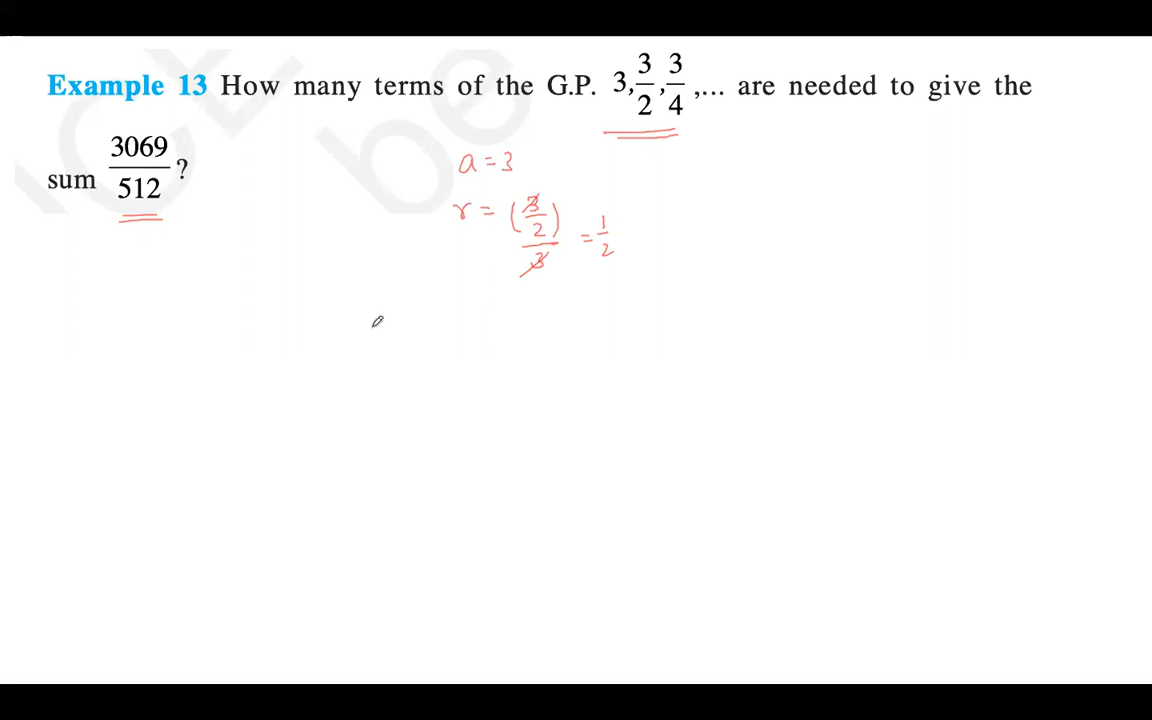 Example 13 How many terms of the G.P. 3, 3/2, 3/4 ,... are needed to give the
sum 3069/512 ?
a = 3
r = (3/2)/3 = 1/2